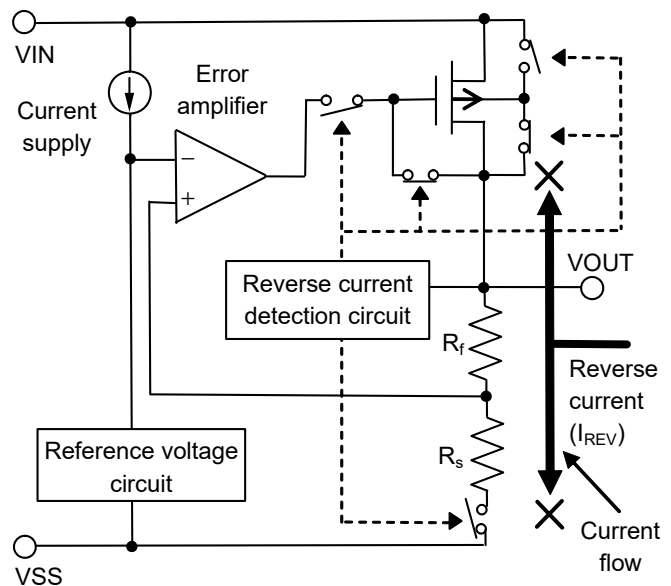 VIN
Error
amplifier
Current
supply
−
+
VOUT
Reverse current
detection circuit
Rf
Reverse
current
(IREV)
Reference voltage
circuit
Rs
Current
flow
VSS